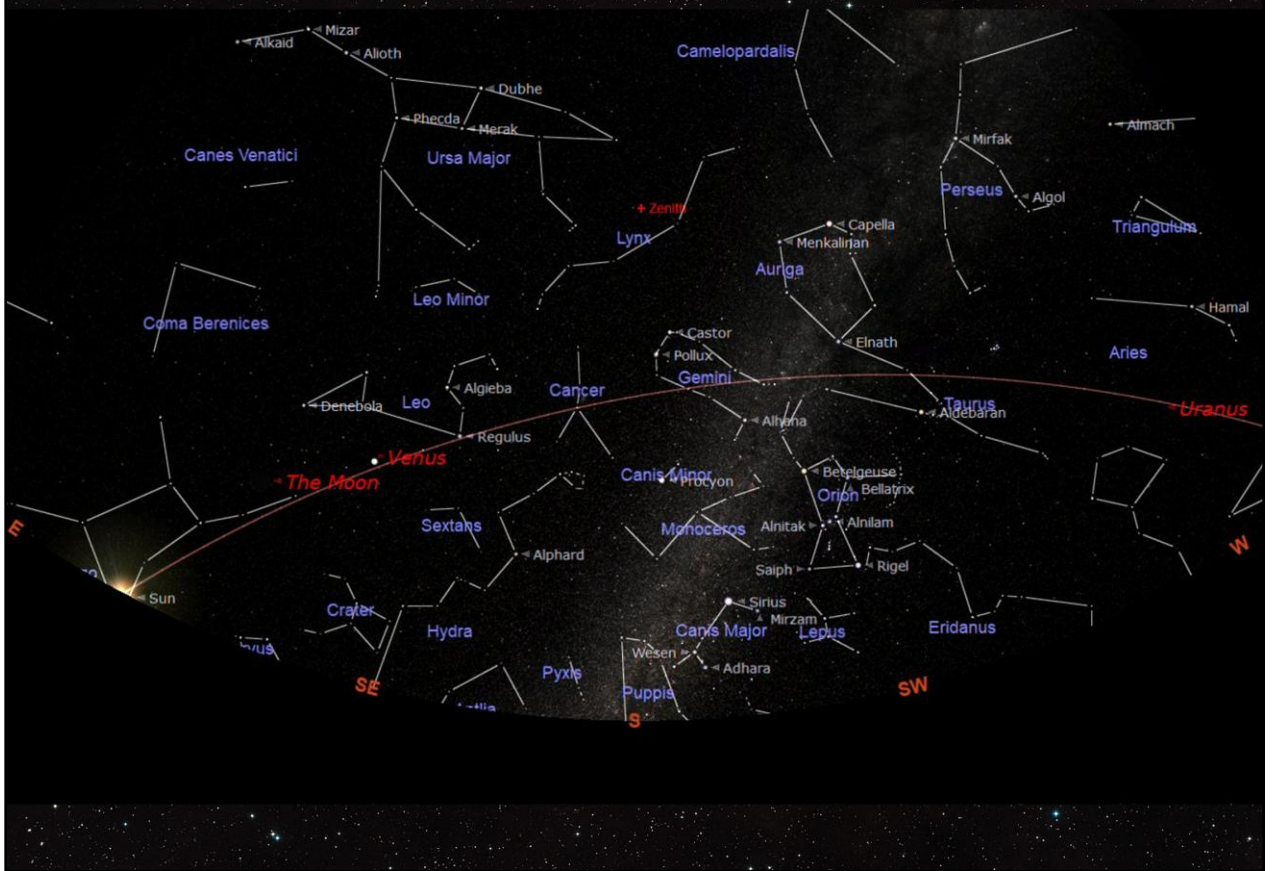 Mizar
Alkaid
Alioth
Camelopardalis
Dubhe
Phecda
Merak
Almach
Mirfak
Canes Venatici
Ursa Major
Perseus
Algol
Zenith
Capella
Triangulum
Lynx
Menkalinan
Auriga
Leo Minor
Hamal
Coma Berenices
Castor
Elnath
Pollux
Aries
Gemini
Algieba
Cancer
Denebola
Leo
Taurus
Uranus
Aldebaran
Alhena
Regulus
Venus
Betelgeuse
Canis Minor
Procyon
The Moon
Bellatrix
Orion
E
Sextans
Monoceros
Alnitak
Alnilam
W
Alphard
Saiph
Rigel
ro
Sun
Sirius
Crater
Mirzam
Hydra
Canis Major
Lepus
Eridanus
rvus
Wesen
Adhara
Pyxis
SE
SW
Puppis
ntlia
S